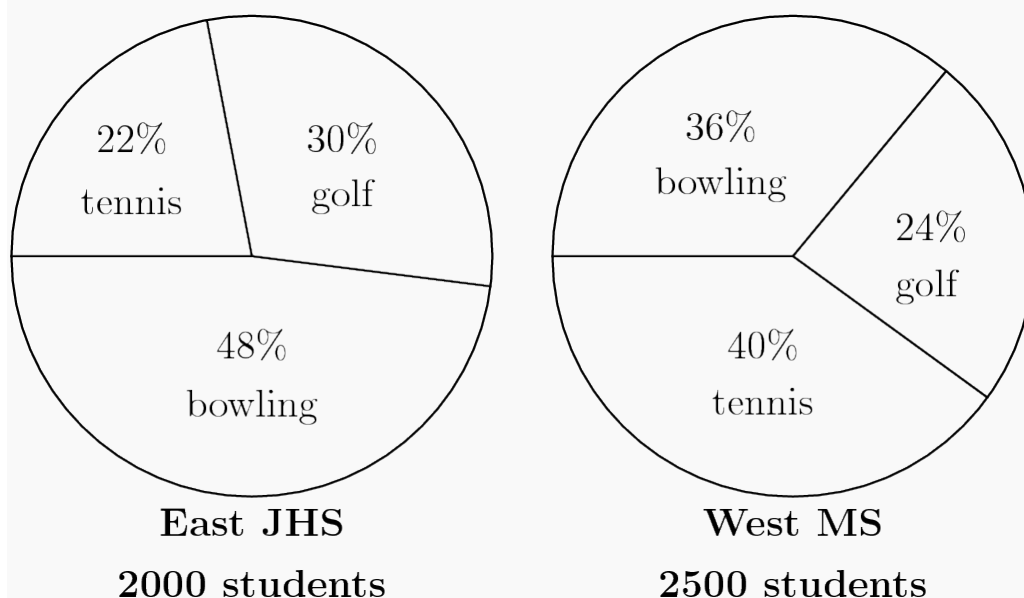 22%
tennis
30%
golf
48%
bowling
East JHS
2000 students
36%
bowling
24%
golf
40%
tennis
West MS
2500 students